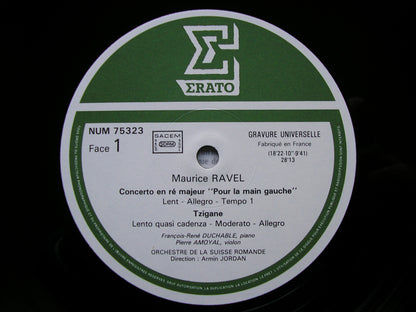 ERATO
NUM 75323
Face 1
SACEM
GRAVURE UNIVERSELLE
Fabriqué en France
(18'22-10"9'41)
28'13
Maurice RAVEL
Concerto en ré majeur "Pour la main gauche"
Lent - Allegro - Tempo 1
Tzigane
Lento quasi cadenza - Moderato - Allegro
François-René DUCHABLE, piano
Pierre AMOYAL, violon
ORCHESTRE DE LA SUISSE ROMANDE
Direction : Armin JORDAN